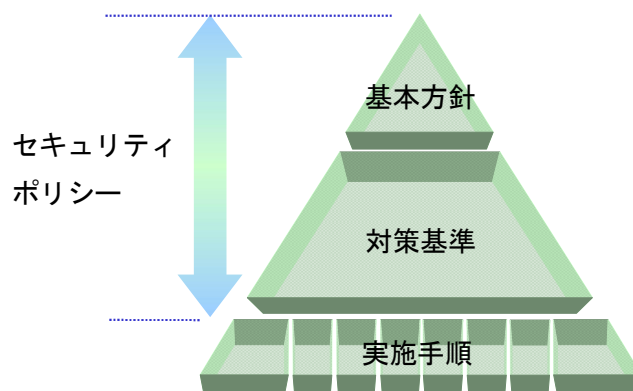 基本方針
セキュリティ
ポリシー
対策基準
実施手順